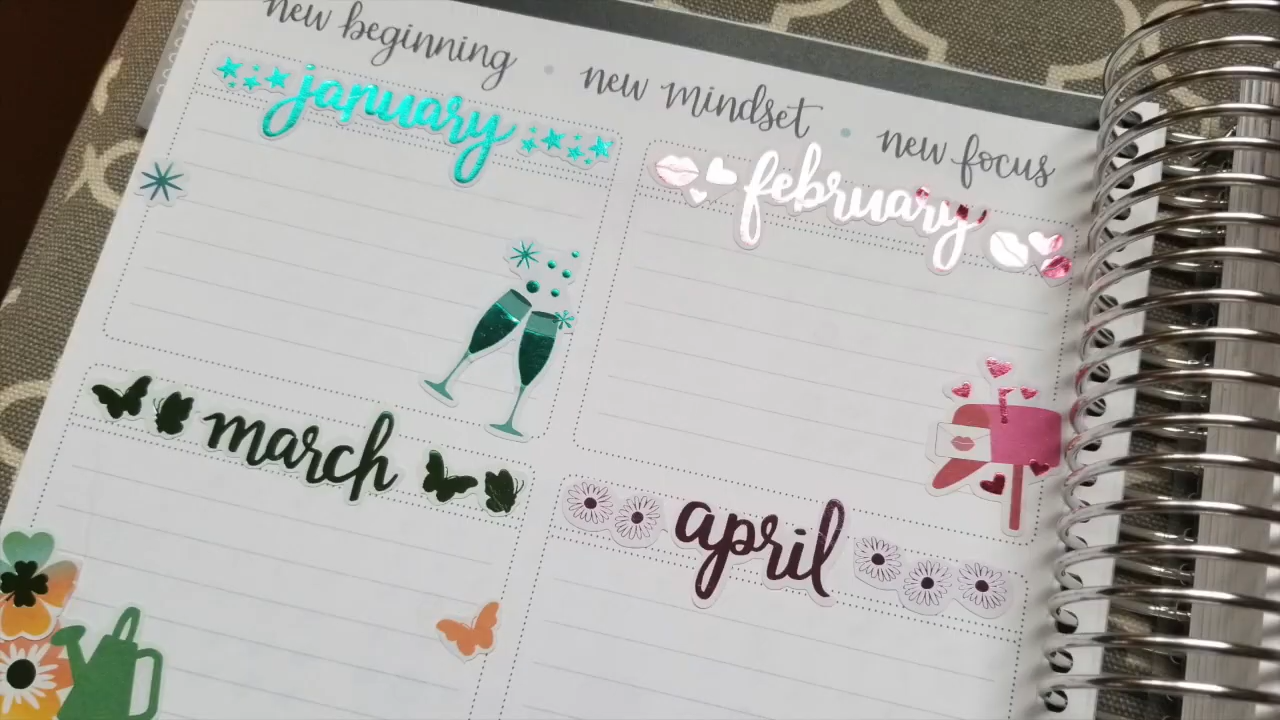 new beginning • new mindset • new focus
january
february
march
april